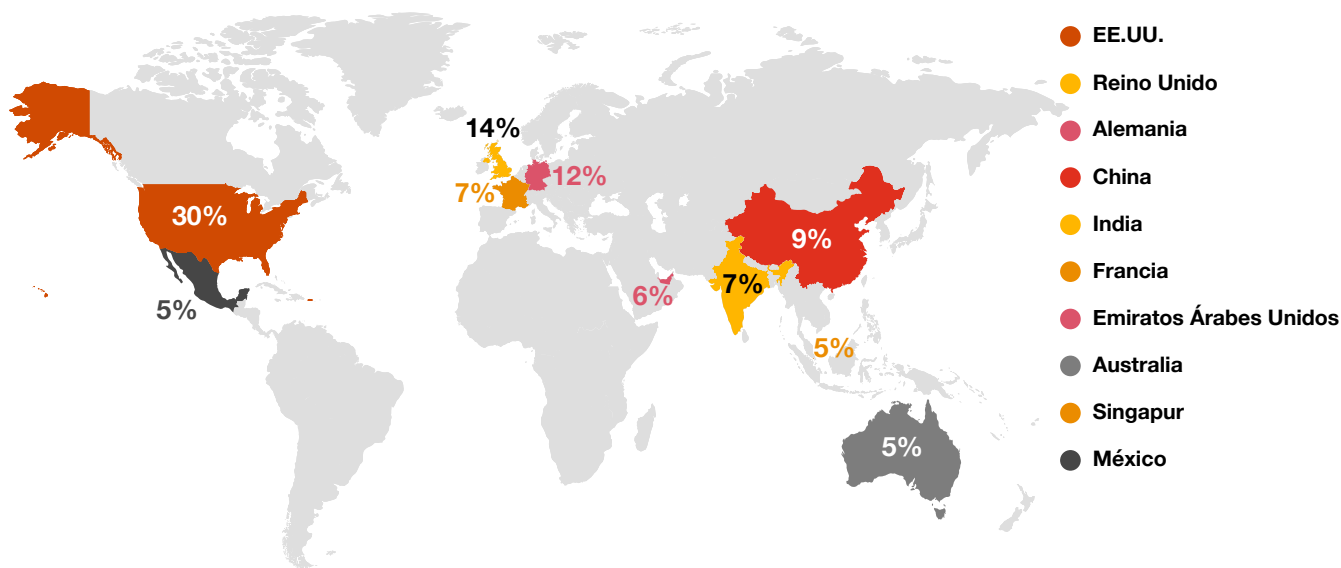 14%
12%
7%
30%
9%
7%
6%
5%
5%
5%
EE.UU.
Reino Unido
Alemania
China
India
Francia
Emiratos Árabes Unidos
Australia
Singapur
México